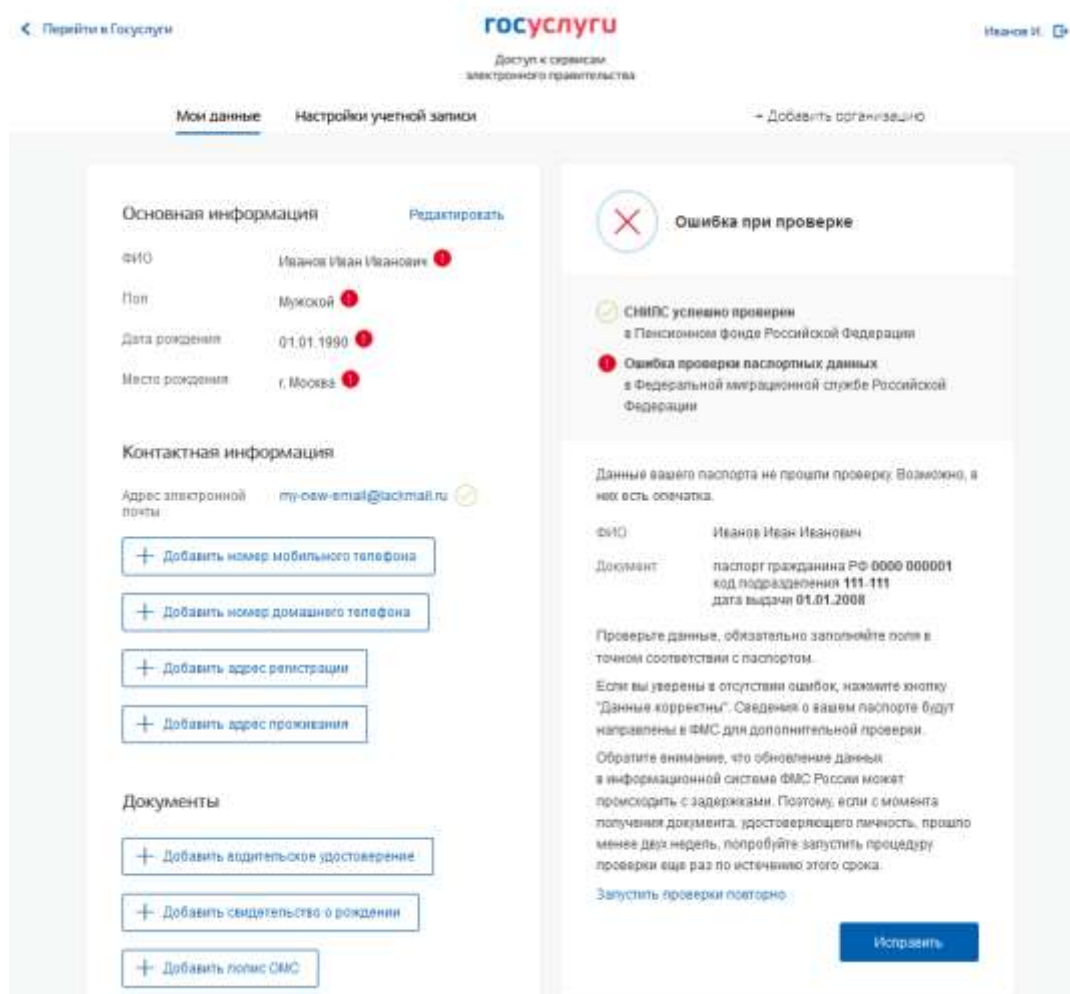 Перейти в Госуслуги
госуслуги
Иванов И.
Доступ к сервисам
электронного правительства
Мои данные
Настройки учетной записи
+ Добавить организацию
Основная информация
Редактировать
ФИО
Иванов Иван Иванович
Пол
Мужской
Дата рождения
01.01.1990
Место рождения
г. Москва
Контактная информация
Адрес электронной
почты
my-new-email@lackmail.ru
Добавить номер мобильного телефона
Добавить номер домашнего телефона
Добавить адрес регистрации
Добавить адрес проживания
Документы
Добавить водительское удостоверение
Добавить свидетельство о рождении
Добавить полис ОМС
Ошибка при проверке
СНИЛС успешно проверен
в Пенсионном фонде Российской Федерации
Ошибка проверки паспортных данных
в Федеральной миграционной службе Российской
Федерации
Данные вашего паспорта не прошли проверку. Возможно, в
них есть опечатка.
ФИО
Иванов Иван Иванович
Документ
паспорт гражданина РФ 0000 000001
код подразделения 111-111
дата выдачи 01.01.2008
Проверьте данные, обязательно заполняйте поля в
точном соответствии с паспортом.
Если вы уверены в отсутствии ошибок, нажмите кнопку
"Данные корректны". Сведения о вашем паспорте будут
направлены в ФМС для дополнительной проверки.
Обратите внимание, что обновление данных
в информационной системе ФМС России может
происходить с задержками. Поэтому, если с момента
получения документа, удостоверяющего личность, прошло
менее двух недель, попробуйте запустить процедуру
проверки еще раз по истечению этого срока.
Запустить проверки повторно
Исправить